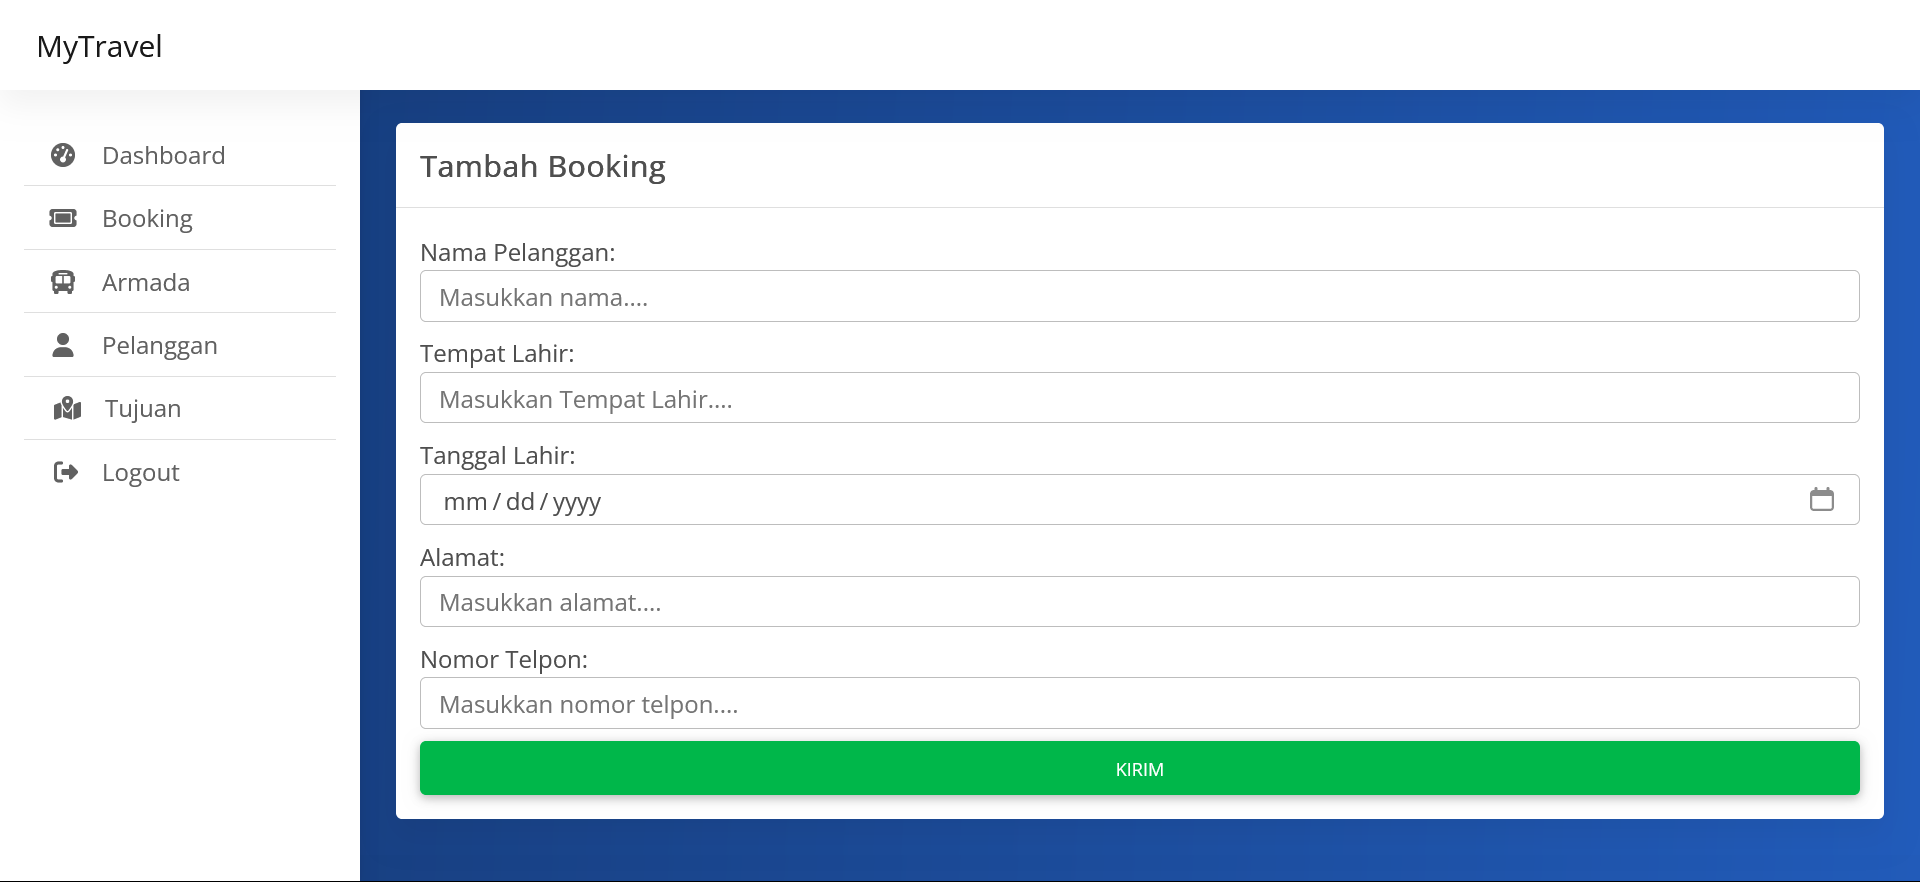 MyTravel
Dashboard
Booking
Armada
Pelanggan
Tujuan
Logout
Tambah Booking
Nama Pelanggan:
Masukkan nama....
Tempat Lahir:
Masukkan Tempat Lahir....
Tanggal Lahir:
mm/dd/yyyy
Alamat:
Masukkan alamat....
Nomor Telpon:
Masukkan nomor telpon....
KIRIM